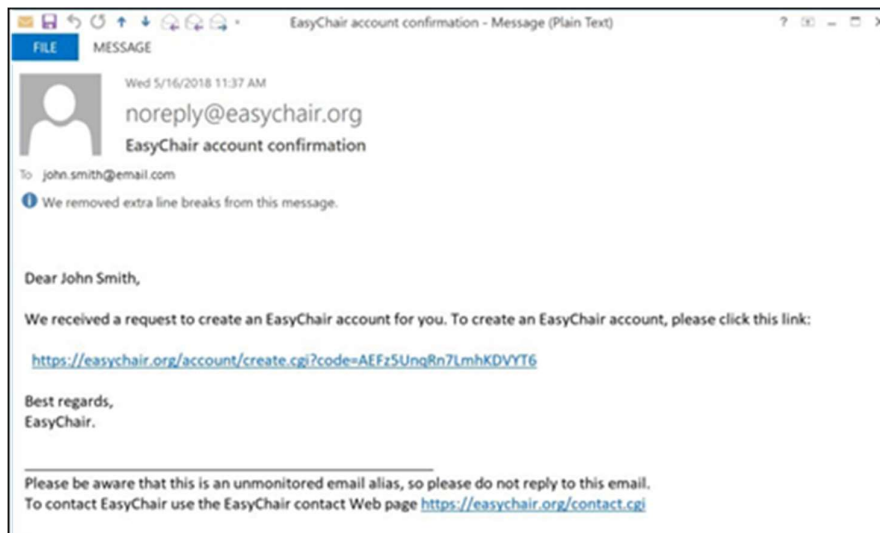 EasyChair account confirmation - Message (Plain Text)
FILE MESSAGE
Wed 5/16/2018 11:37 AM
noreply@easychair.org
EasyChair account confirmation
To john.smith@email.com
We removed extra line breaks from this message.
Dear John Smith,
We received a request to create an EasyChair account for you. To create an EasyChair account, please click this link:
https://easychair.org/account/create.cgi?code=AEFz5UnqRn7LmhKDVYT6
Best regards,
EasyChair.
Please be aware that this is an unmonitored email alias, so please do not reply to this email.
To contact EasyChair use the EasyChair contact Web page https://easychair.org/contact.cgi